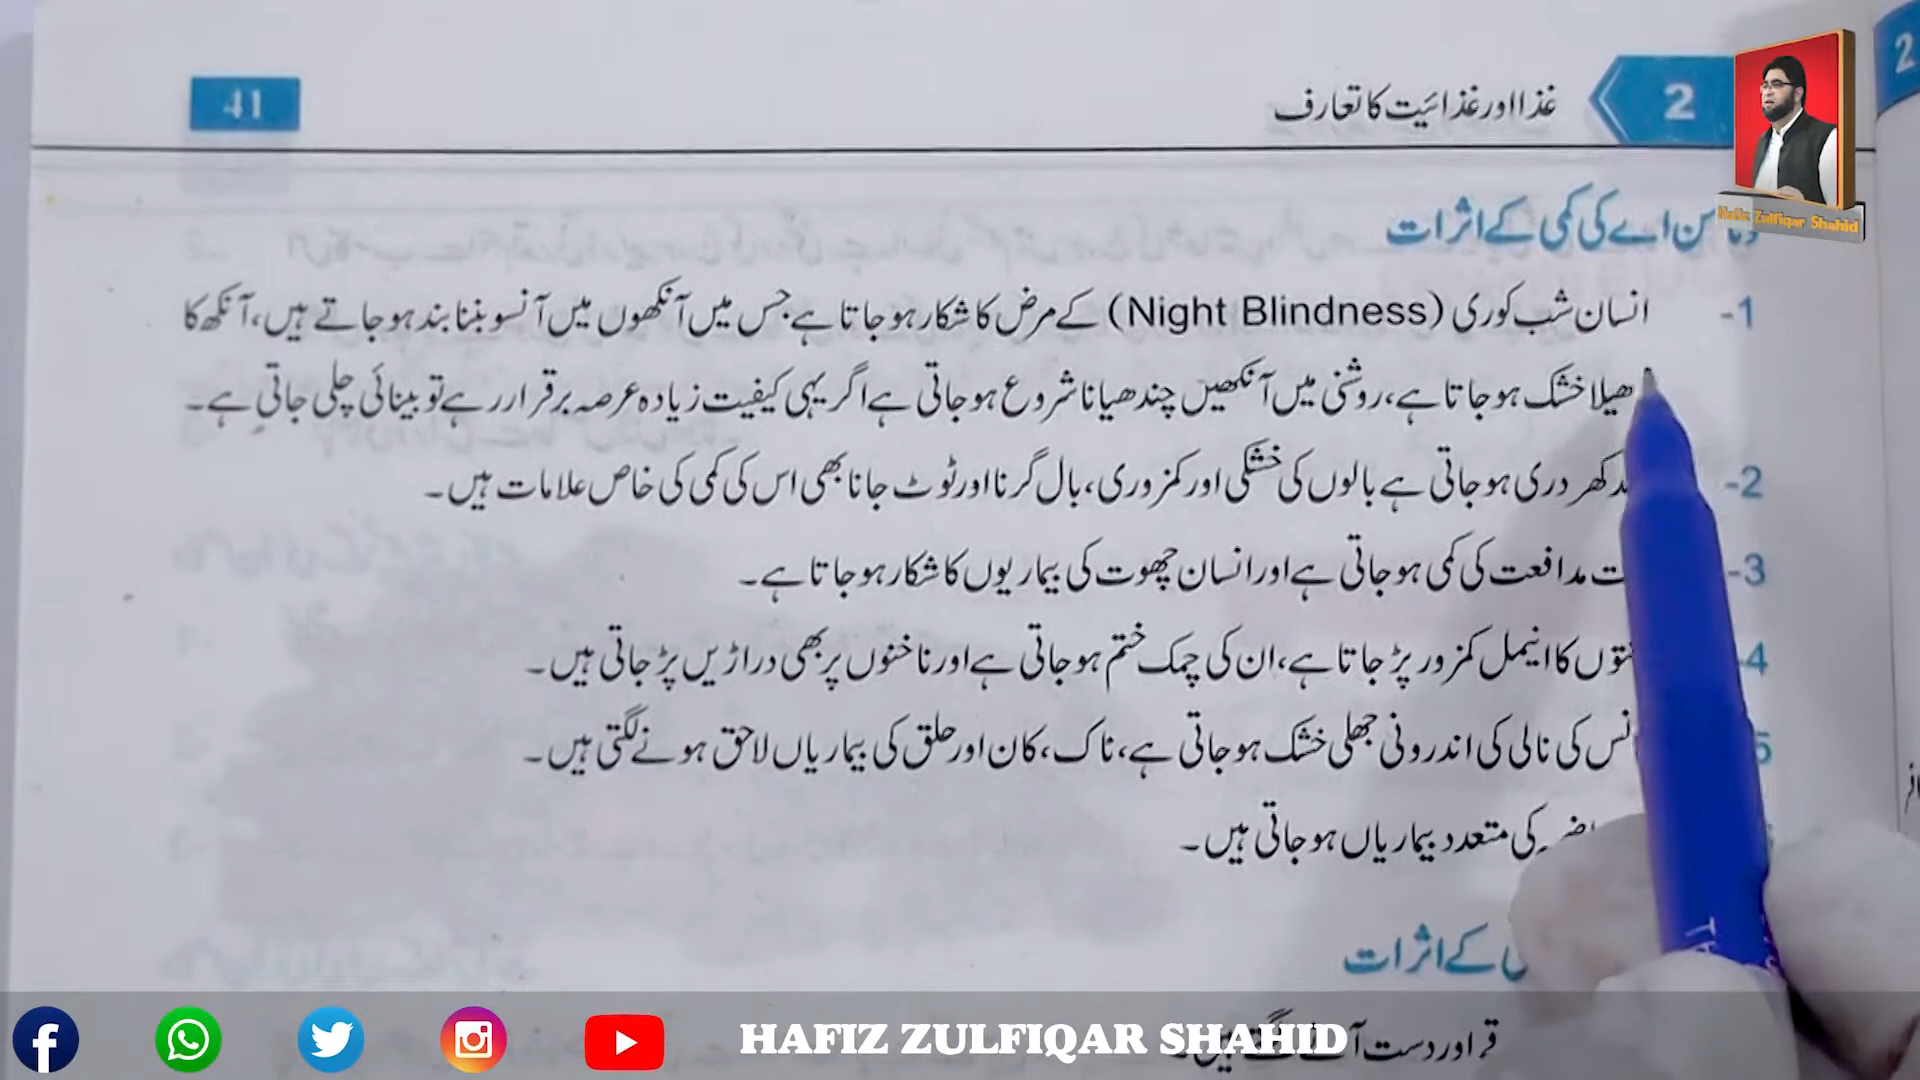 41
غذا اور غذائیت کا تعارف
2
2
Hafiz Zulfiqar Shahid
من اے کی کمی کے اثرات
-1 انسان شب کوری (Night Blindness) کے مرض کا شکار ہو جاتا ہے جس میں آنکھوں میں آنسو بننا بند ہو جاتے ہیں، آنکھ کا
ھیلا خشک ہو جاتا ہے، روشنی میں آنکھیں چندھیانا شروع ہو جاتی ہے اگر یہی کیفیت زیادہ عرصہ برقرار رہے تو بینائی چلی جاتی ہے۔
-2 کھردری ہو جاتی ہے بالوں کی خشکی اور کمزوری، بال گرنا اور ٹوٹ جانا بھی اس کی کمی کی خاص علامات ہیں۔
-3 ت مدافعت کی کمی ہو جاتی ہے اور انسان چھوت کی بیماریوں کا شکار ہو جاتا ہے۔
-4 نتوں کا انیمل کمزور پڑ جاتا ہے، ان کی چمک ختم ہو جاتی ہے اور ناخنوں پر بھی دراڑیں پڑ جاتی ہیں۔
5 نس کی نالی کی اندرونی جھلی خشک ہو جاتی ہے، ناک، کان اور حلق کی بیماریاں لاحق ہونے لگتی ہیں۔
کی متعدد بیماریاں ہو جاتی ہیں۔
کے اثرات
اور دست
HAFIZ ZULFIQAR SHAHID